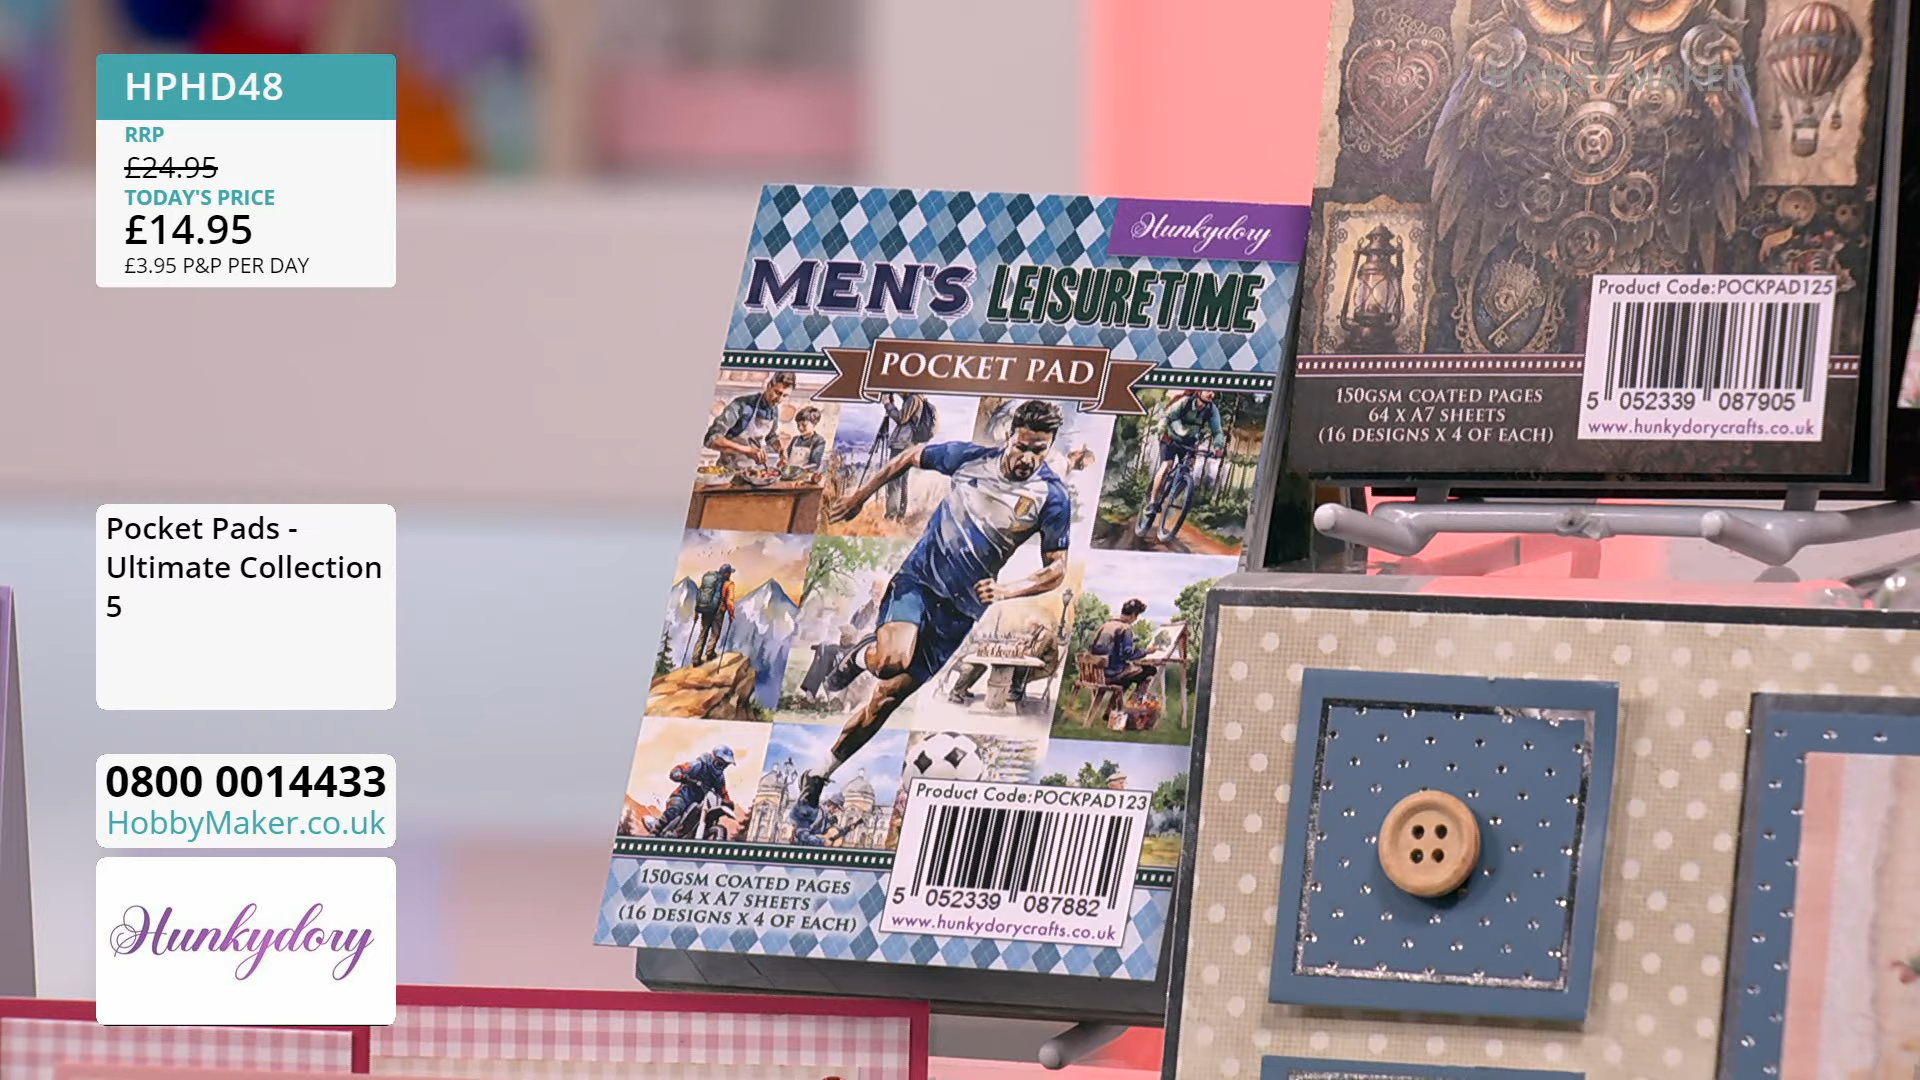 HPHD48
RRP
£24.95
TODAY'S PRICE
£14.95
£3.95 P&P PER DAY
Pocket Pads -
Ultimate Collection
5
0800 0014433
HobbyMaker.co.uk
Hunkydory
HOBBY MAKER
Hunkydory
MEN'S LEISURETIME
POCKET PAD
Product Code:POCKPAD123
5 052339 087882
www.hunkydorycrafts.co.uk
150GSM COATED PAGES
64 X A7 SHEETS
(16 DESIGNS X 4 OF EACH)
Product Code:POCKPAD125
5 052339 087905
www.hunkydorycrafts.co.uk
150GSM COATED PAGES
64 X A7 SHEETS
(16 DESIGNS X 4 OF EACH)